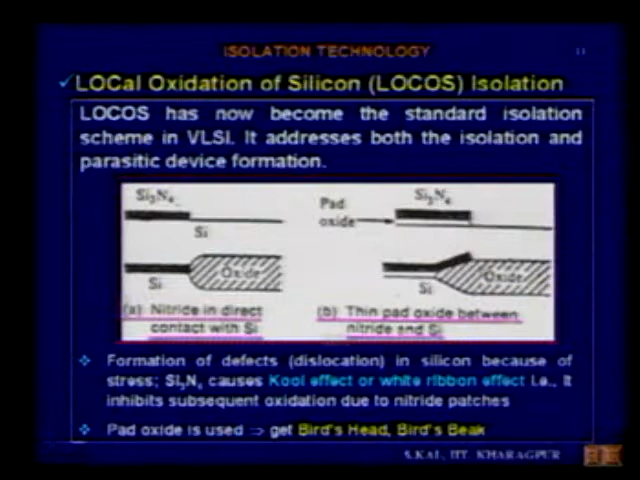 ISOLATION TECHNOLOGY
11
✓LOCal Oxidation of Silicon (LOCOS) Isolation
LOCOS has now become the standard isolation
scheme in VLSI. It addresses both the isolation and
parasitic device formation.
Si₃N₄ Pad Si₃N₄
oxide
Si
Oxide Oxide
Si Si
(a) Nitride in direct (b) Thin pad oxide between
contact with Si nitride and Si
Formation of defects (dislocation) in silicon because of
stress; Si₃N₄ causes Kooi effect or white ribbon effect i.e., it
inhibits subsequent oxidation due to nitride patches
Pad oxide is used ⇒ get Bird's Head, Bird's Beak
S.KAL, IIT. KHARAGPUR